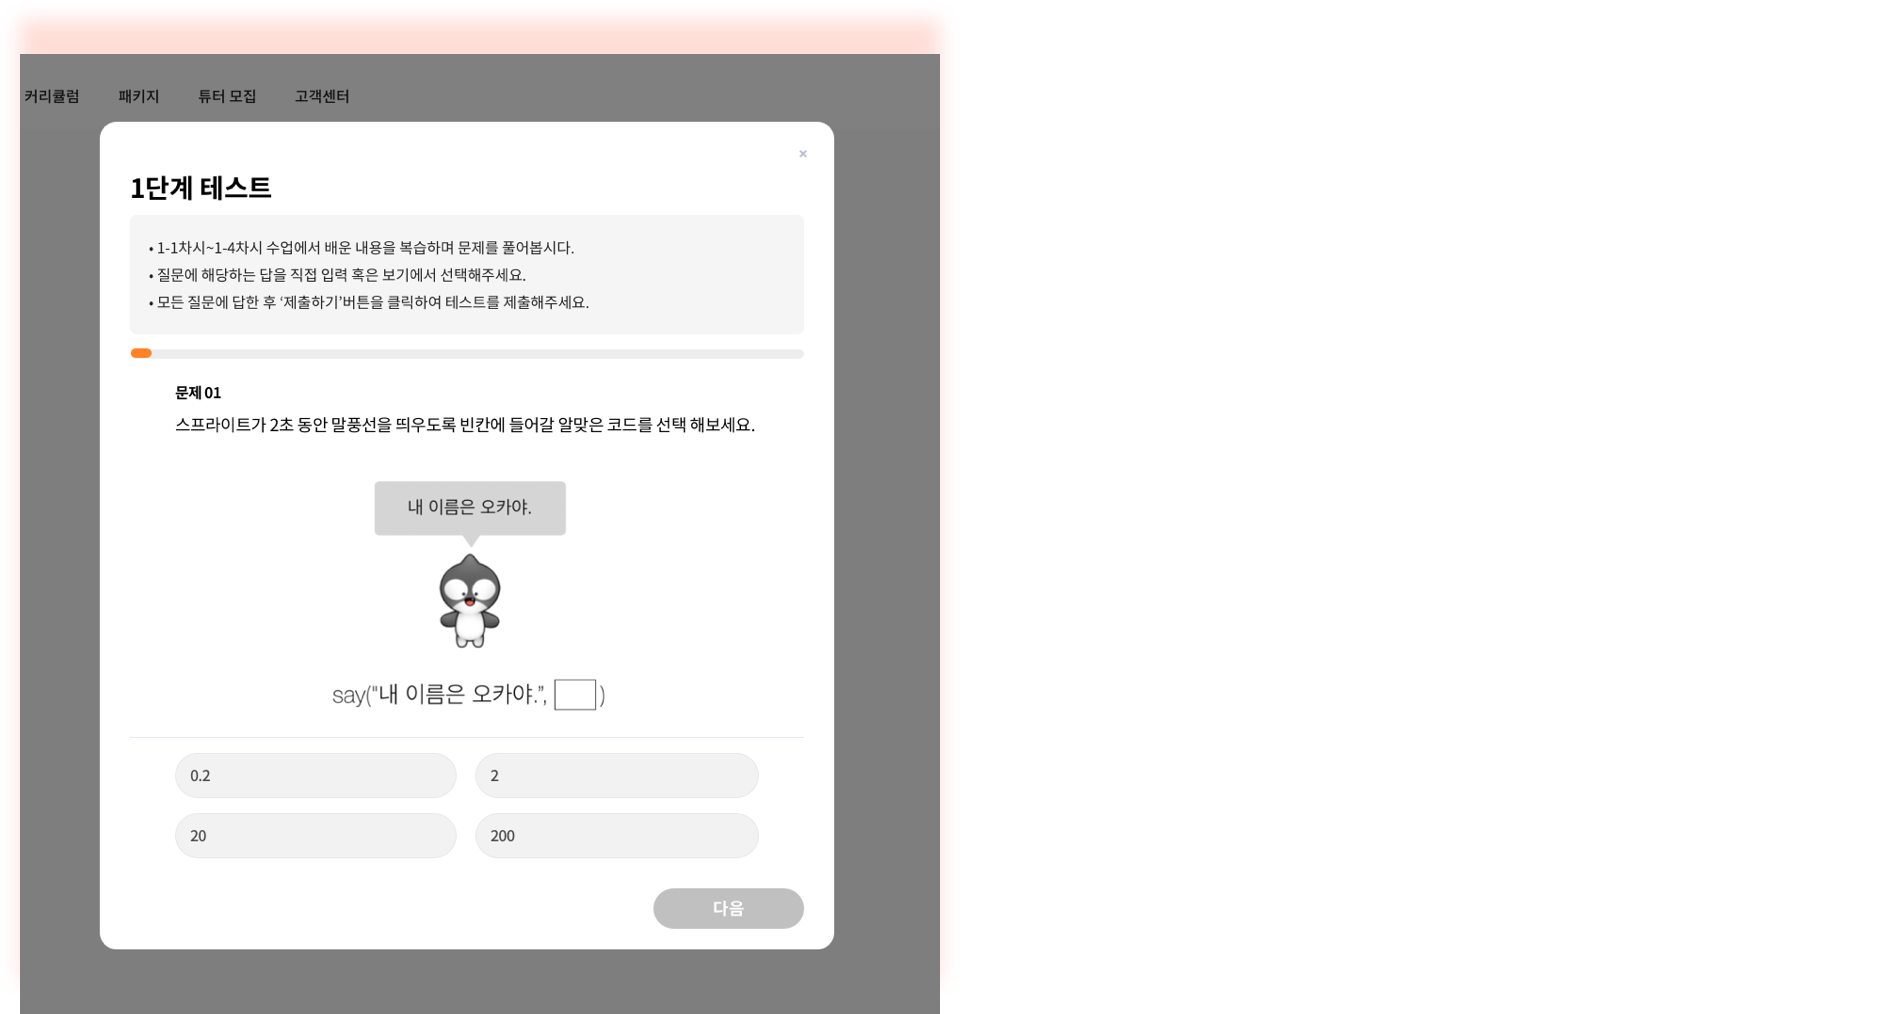 커리큘럼 패키지 튜터 모집 고객센터
×
1단계 테스트
• 1-1차시~1-4차시 수업에서 배운 내용을 복습하며 문제를 풀어봅시다.
• 질문에 해당하는 답을 직접 입력 혹은 보기에서 선택해주세요.
• 모든 질문에 답한 후 ‘제출하기’버튼을 클릭하여 테스트를 제출해주세요.
문제 01
스프라이트가 2초 동안 말풍선을 띄우도록 빈칸에 들어갈 알맞은 코드를 선택 해보세요.
내 이름은 오카야.
say("내 이름은 오카야.”, )
0.2 2
20 200
다음